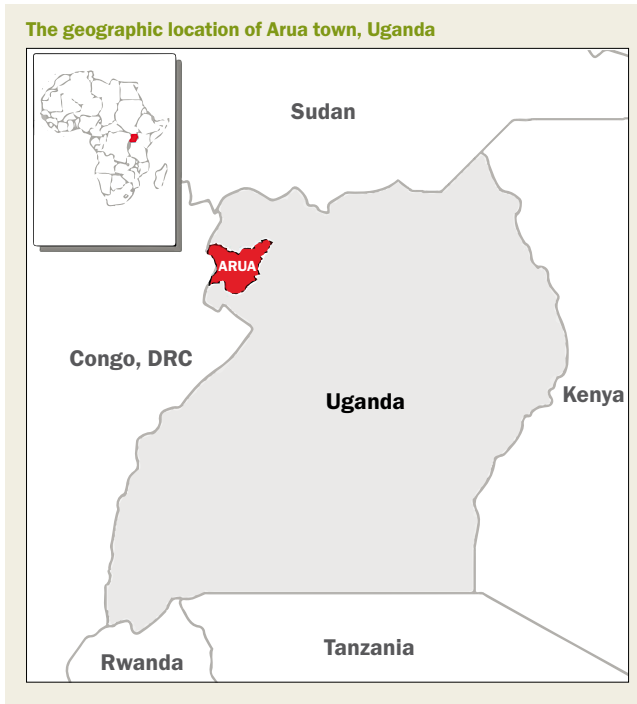 The geographic location of Arua town, Uganda
Sudan
ARUA
Congo, DRC
Uganda
Kenya
Tanzania
Rwanda